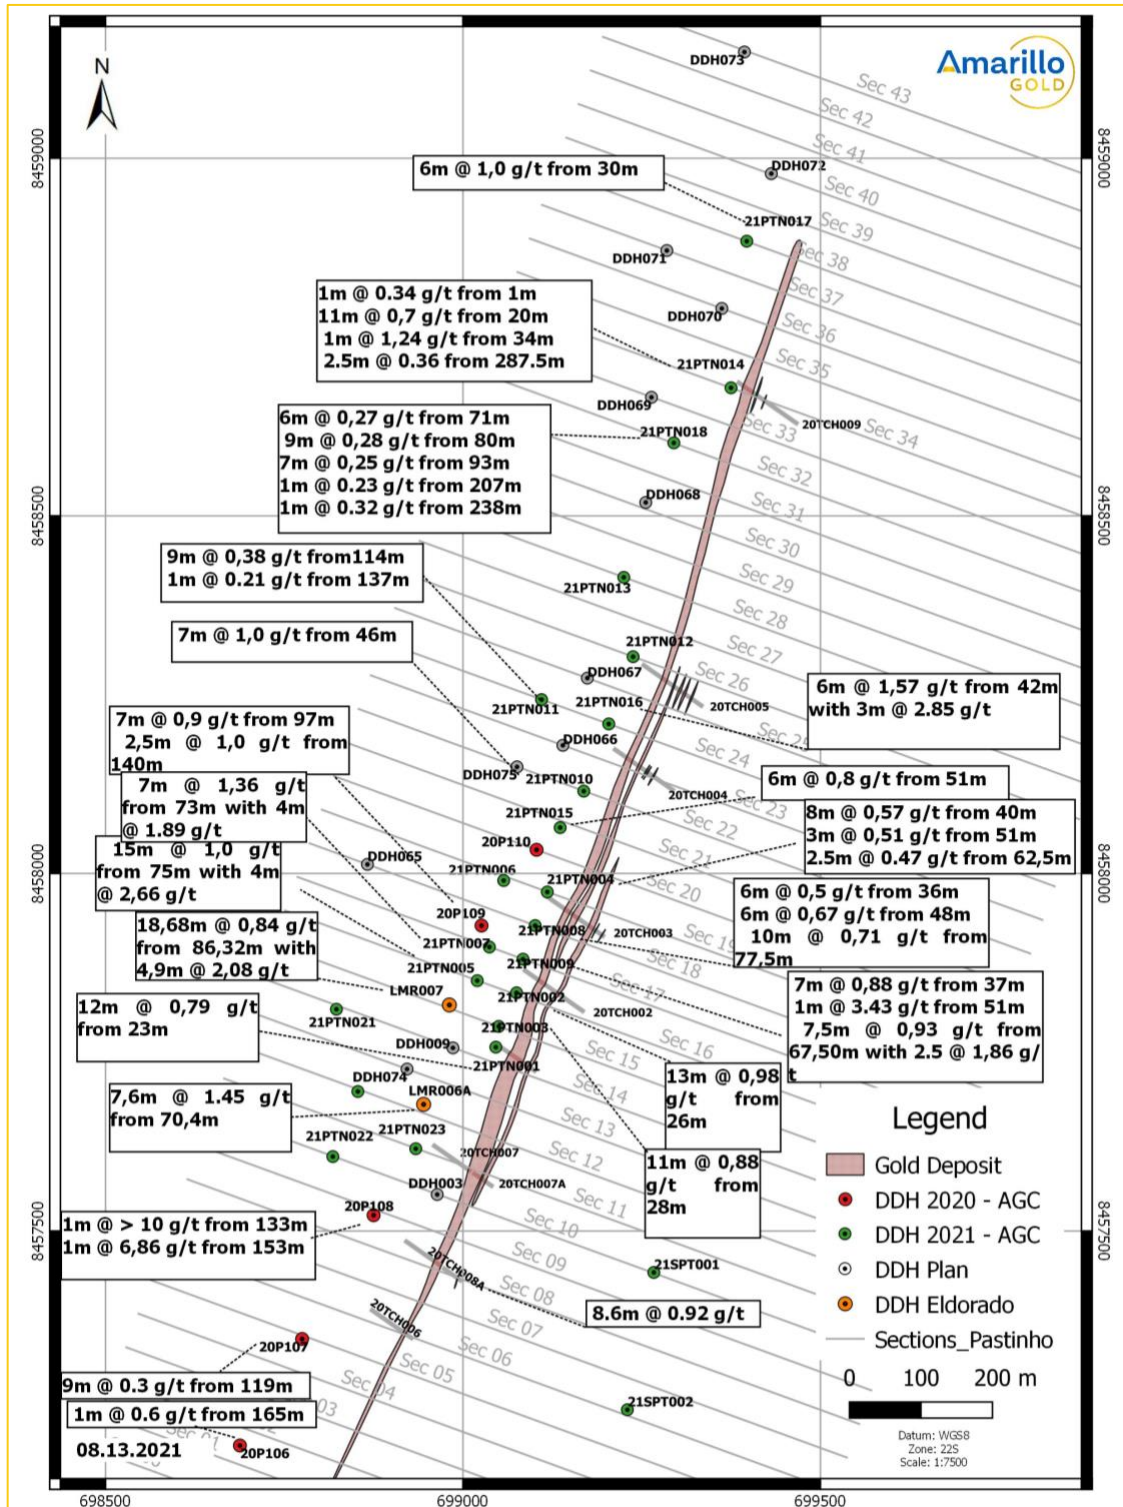 Amarillo
GOLD
N
DDH073
Sec 43
Sec 42
Sec 41
8459000
8459000
6m @ 1,0 g/t from 30m
DDH072
Sec 40
21PTN017
Sec 39
Sec 38
DDH071
Sec 37
1m @ 0.34 g/t from 1m
11m @ 0,7 g/t from 20m
1m @ 1,24 g/t from 34m
2.5m @ 0.36 from 287.5m
DDH070
Sec 36
Sec 35
21PTN014
DDH069
20TCH009
Sec 34
Sec 33
6m @ 0,27 g/t from 71m
9m @ 0,28 g/t from 80m
7m @ 0,25 g/t from 93m
1m @ 0.23 g/t from 207m
1m @ 0.32 g/t from 238m
21PTN018
Sec 32
DDH068
Sec 31
8458500
8458500
Sec 30
9m @ 0,38 g/t from114m
1m @ 0.21 g/t from 137m
21PTN013
Sec 29
Sec 28
7m @ 1,0 g/t from 46m
21PTN012
Sec 27
DDH067
Sec 26
6m @ 1,57 g/t from 42m
with 3m @ 2.85 g/t
21PTN011
21PTN016
20TCH005
7m @ 0,9 g/t from 97m
2,5m @ 1,0 g/t from
140m
DDH066
Sec 25
Sec 24
DDH075
21PTN010
6m @ 0,8 g/t from 51m
7m @ 1,36 g/t
from 73m with 4m
@ 1.89 g/t
20TCH004
Sec 23
21PTN015
8m @ 0,57 g/t from 40m
3m @ 0,51 g/t from 51m
2.5m @ 0.47 g/t from 62,5m
Sec 22
20P110
15m @ 1,0 g/t
from 75m with 4m
@ 2,66 g/t
DDH065
Sec 21
21PTN006
21PTN004
Sec 20
6m @ 0,5 g/t from 36m
6m @ 0,67 g/t from 48m
10m @ 0,71 g/t from
77,5m
8458000
8458000
20P109
18,68m @ 0,84 g/t
from 86,32m with
4,9m @ 2,08 g/t
21PTN008
20TCH003
Sec 19
21PTN007
Sec 18
21PTN009
21PTN005
7m @ 0,88 g/t from 37m
1m @ 3.43 g/t from 51m
7,5m @ 0,93 g/t from
67,50m with 2.5 @ 1,86 g/
t
LMR007
21PTN002
Sec 17
12m @ 0,79 g/t
from 23m
20TCH002
21PTN021
21PTN003
Sec 16
DDH009
Sec 15
21PTN001
13m @ 0,98
g/t from
26m
DDH074
Sec 14
7,6m @ 1.45 g/t
from 70,4m
LMR006A
Sec 13
21PTN022
21PTN023
20TCH007
Sec 12
11m @ 0,88
g/t from
28m
DDH003
20TCH007A
Sec 11
20P108
Sec 10
1m @ > 10 g/t from 133m
1m @ 6,86 g/t from 153m
8457500
8457500
Sec 09
21SPT001
20TCH008A
Sec 08
8.6m @ 0.92 g/t
20TCH006
Sec 07
20P107
Sec 06
Sec 05
9m @ 0.3 g/t from 119m
Sec 04
03
1m @ 0.6 g/t from 165m
21SPT002
08.13.2021
20P106
Legend
Gold Deposit
DDH 2020 - AGC
DDH 2021 - AGC
DDH Plan
DDH Eldorado
Sections_Pastinho
0 100 200 m
Datum: WGS8
Zone: 22S
Scale: 1:7500
698500
699000
699500